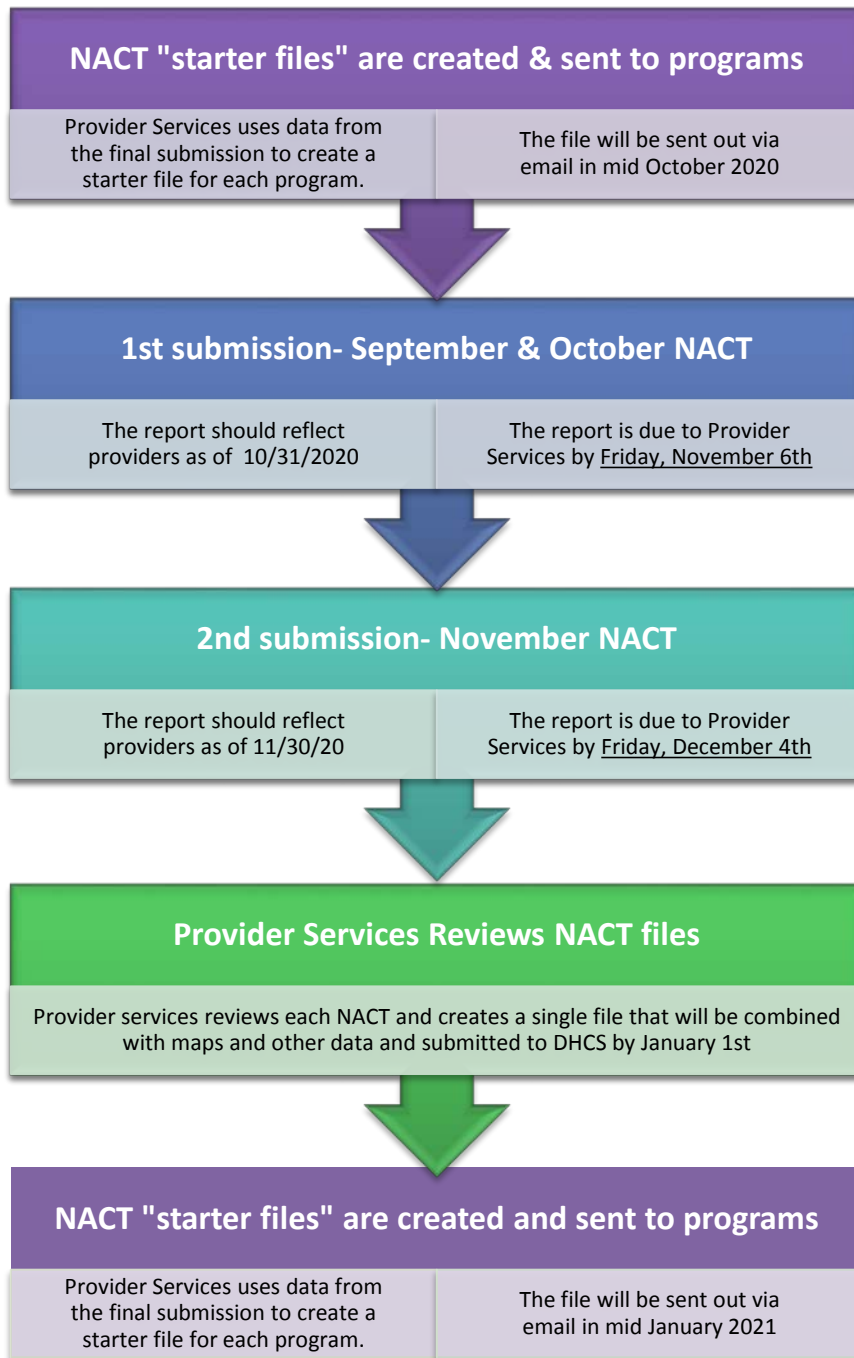 NACT "starter files" are created & sent to programs
Provider Services uses data from
the final submission to create a
starter file for each program.
The file will be sent out via
email in mid October 2020
1st submission- September & October NACT
The report should reflect
providers as of  10/31/2020
The report is due to Provider
Services by Friday, November 6th
2nd submission- November NACT
The report should reflect
providers as of 11/30/20
The report is due to Provider
Services by Friday, December 4th
Provider Services Reviews NACT files
Provider services reviews each NACT and creates a single file that will be combined
with maps and other data and submitted to DHCS by January 1st
NACT "starter files" are created and sent to programs
Provider Services uses data from
the final submission to create a
starter file for each program.
The file will be sent out via
email in mid January 2021